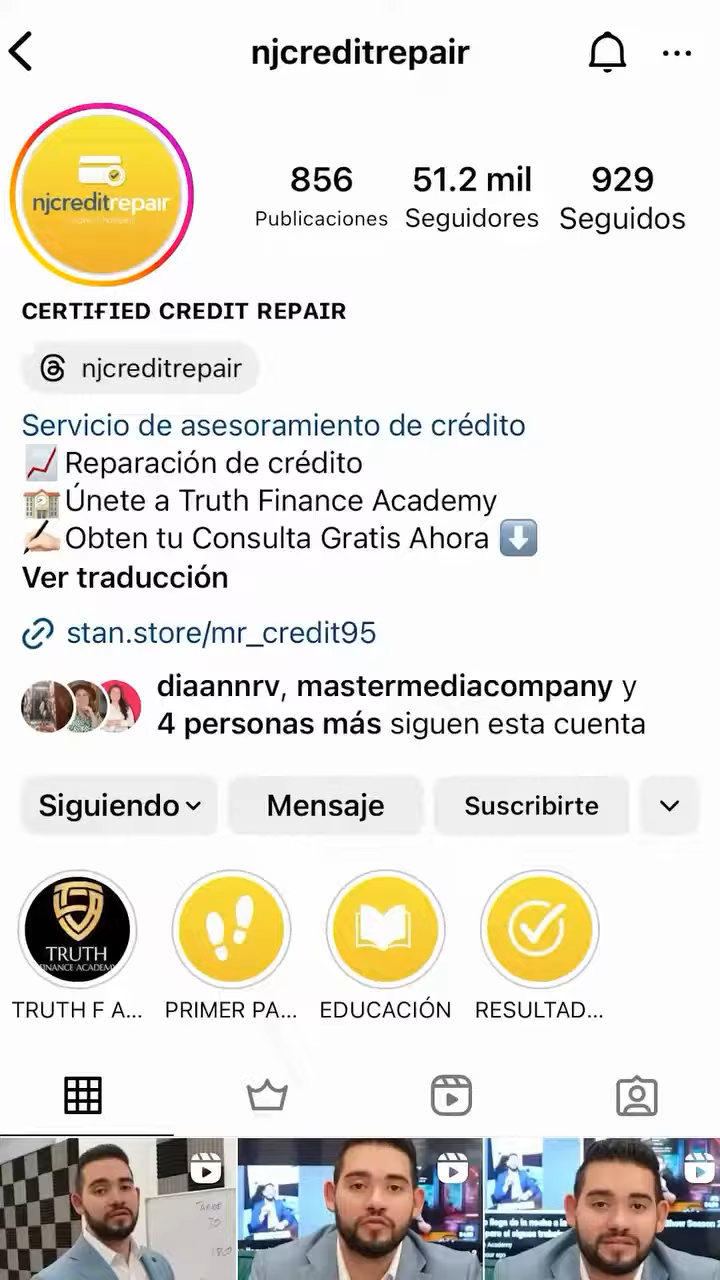 njcreditrepair
njcreditrepair
856
Publicaciones
51.2 mil
Seguidores
929
Seguidos
CERTIFIED CREDIT REPAIR
njcreditrepair
Servicio de asesoramiento de crédito
Reparación de crédito
Únete a Truth Finance Academy
Obten tu Consulta Gratis Ahora
Ver traducción
stan.store/mr_credit95
diaannrv, mastermediacompany y
4 personas más siguen esta cuenta
Siguiendo
Mensaje
Suscribirte
TRUTH
FINANCE ACADEMY
TRUTH F A...
PRIMER PA...
EDUCACIÓN
RESULTAD...